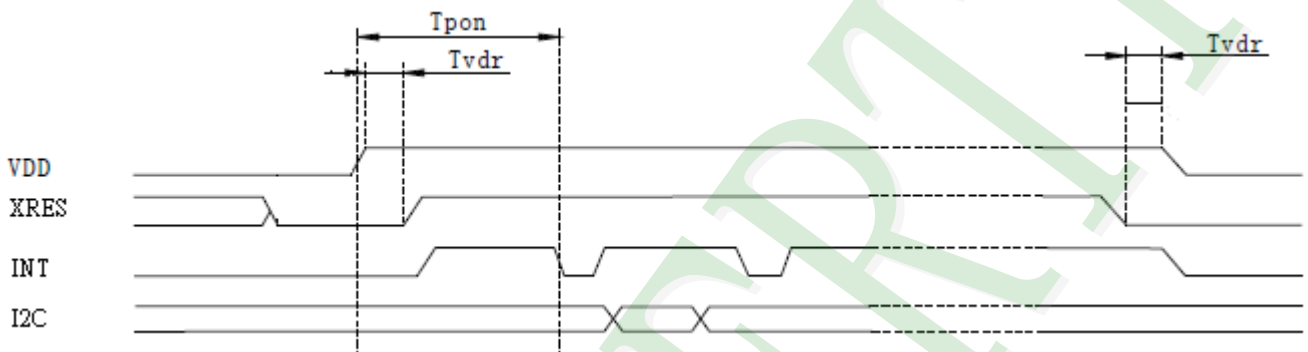 Tpon
Tvdr
Tvdr
VDD
XRES
INT
I2C